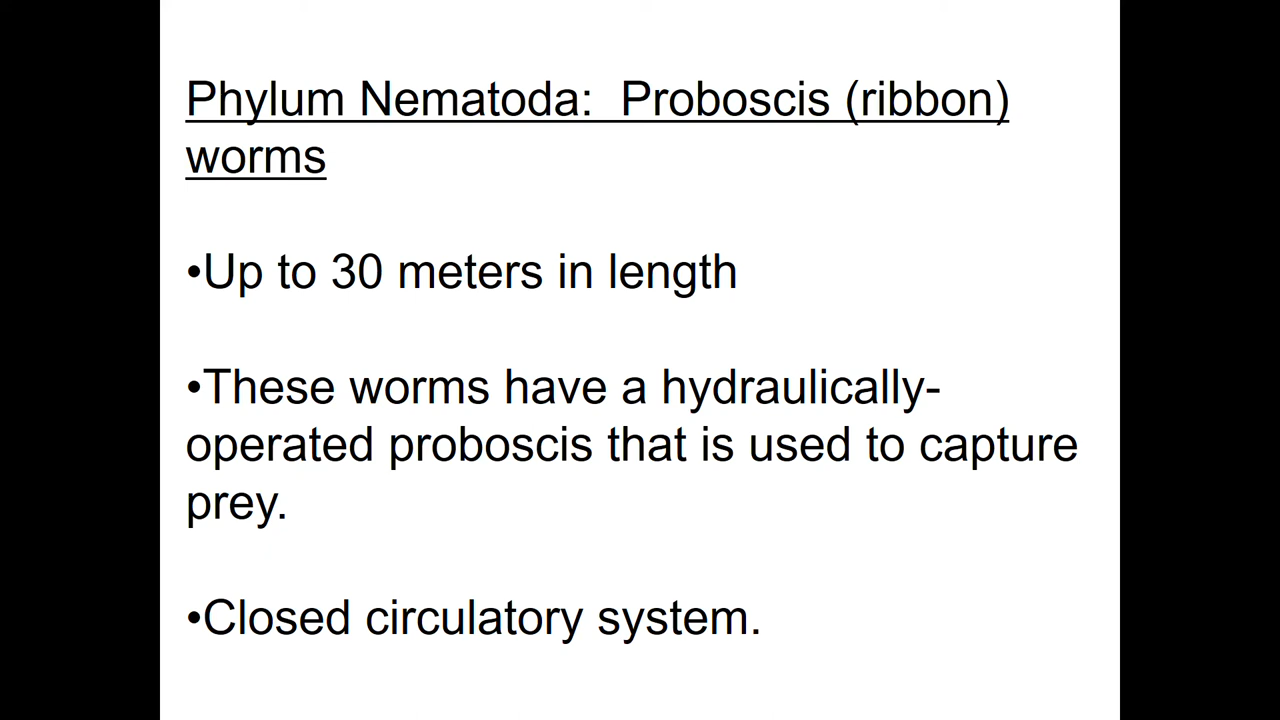 Phylum Nematoda:  Proboscis (ribbon)
worms
•Up to 30 meters in length
•These worms have a hydraulically-
operated proboscis that is used to capture
prey.
•Closed circulatory system.